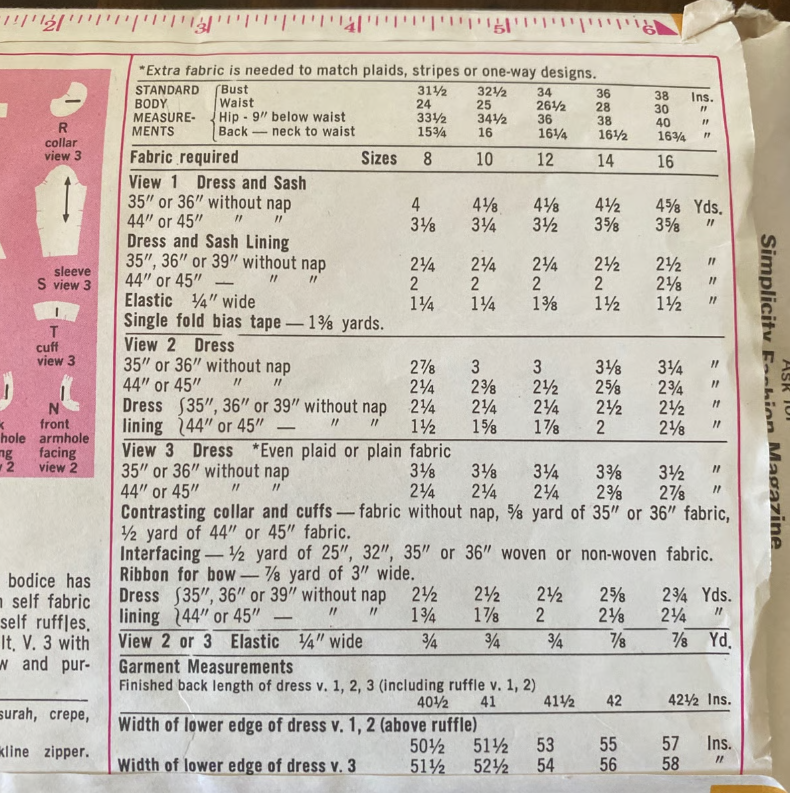 2 3 4 5 6
*Extra fabric is needed to match plaids, stripes or one-way designs.
STANDARD Bust 31½ 32½ 34 36 38 Ins.
BODY Waist 24 25 26½ 28 30 "
MEASURE- Hip - 9" below waist 33½ 34½ 36 38 40 "
MENTS Back — neck to waist 15¾ 16 16¼ 16½ 16¾ "
Fabric required Sizes 8 10 12 14 16
View 1 Dress and Sash
35" or 36" without nap 4 4⅛ 4⅛ 4½ 4⅝ Yds.
44" or 45" " " 3⅛ 3¼ 3½ 3⅝ 3⅝ "
Dress and Sash Lining
35", 36" or 39" without nap 2¼ 2¼ 2¼ 2½ 2½ "
44" or 45" — " " 2 2 2 2 2⅛ "
Elastic ¼" wide 1¼ 1¼ 1⅜ 1½ 1½ "
Single fold bias tape — 1⅜ yards.
View 2 Dress
35" or 36" without nap 2⅞ 3 3 3⅛ 3¼ "
44" or 45" " " 2¼ 2⅜ 2½ 2⅝ 2¾ "
Dress {35", 36" or 39" without nap 2¼ 2¼ 2¼ 2½ 2½ "
lining {44" or 45" — " " 1½ 1⅝ 1⅞ 2 2⅛ "
View 3 Dress *Even plaid or plain fabric
35" or 36" without nap 3⅛ 3⅛ 3¼ 3⅜ 3½ "
44" or 45" " " 2¼ 2¼ 2¼ 2⅜ 2⅞ "
Contrasting collar and cuffs — fabric without nap, ⅝ yard of 35" or 36" fabric,
½ yard of 44" or 45" fabric.
Interfacing — ½ yard of 25", 32", 35" or 36" woven or non-woven fabric.
Ribbon for bow — ⅞ yard of 3" wide.
Dress {35", 36" or 39" without nap 2½ 2½ 2½ 2⅝ 2¾ Yds.
lining {44" or 45" — " " 1¾ 1⅞ 2 2⅛ 2¼ "
View 2 or 3 Elastic ¼" wide ¾ ¾ ¾ ⅞ ⅞ Yd.
Garment Measurements
Finished back length of dress v. 1, 2, 3 (including ruffle v. 1, 2)
40½ 41 41½ 42 42½ Ins.
Width of lower edge of dress v. 1, 2 (above ruffle)
50½ 51½ 53 55 57 Ins.
Width of lower edge of dress v. 3 51½ 52½ 54 56 58 "
R
collar
view 3
sleeve
S view 3
T
cuff
view 3
N
front
armhole
facing
view 2
bodice has
self fabric
self ruffles,
V. 3 with
and pur-
surah, crepe,
zipper.
Simplicity Fashion Magazine